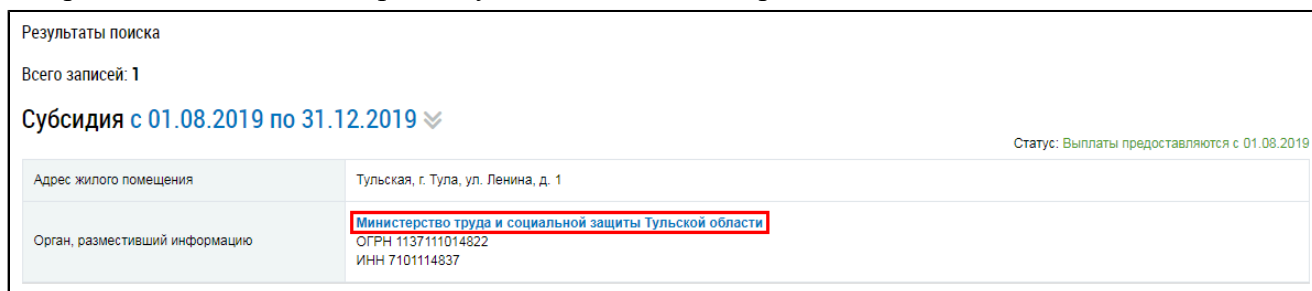 Результаты поиска
Всего записей: 1
Субсидия с 01.08.2019 по 31.12.2019
Статус: Выплаты предоставляются с 01.08.2019
Адрес жилого помещения
Тульская, г. Тула, ул. Ленина, д. 1
Орган, разместивший информацию
Министерство труда и социальной защиты Тульской области
ОГРН 1137111014822
ИНН 7101114837